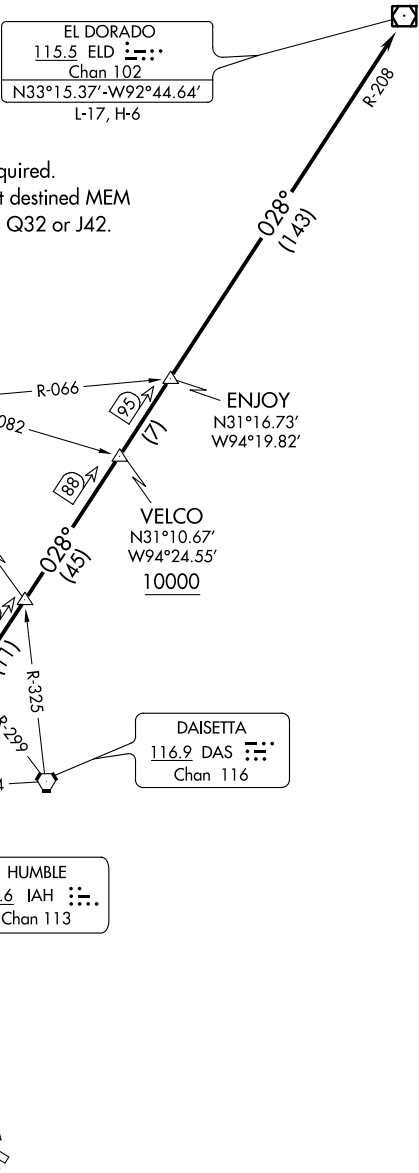 EL DORADO
115.5 ELD
Chan 102
N33°15.37'-W92°44.64'
L-17, H-6
R-208
quired.
t destined MEM
Q32 or J42.
028°
(143)
R-066
95
ENJOY
N31°16.73'
W94°19.82'
082
(7)
88
VELCO
N31°10.67'
W94°24.55'
10000
028°
(45)
R-325
R-299
DAISETTA
116.9 DAS
Chan 116
4
HUMBLE
.6 IAH
Chan 113